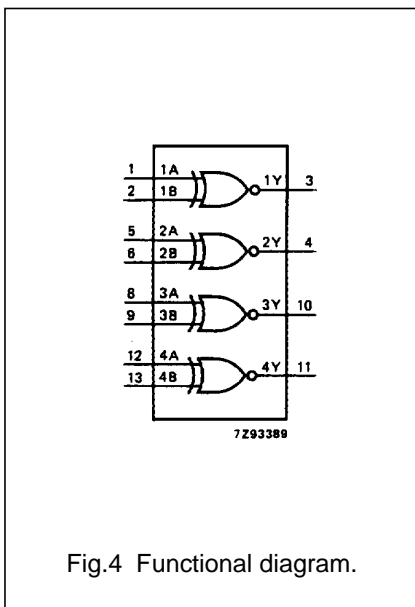 1 1A 1Y 3
2 1B
5 2A 2Y 4
6 2B
8 3A 3Y 10
9 3B
12 4A 4Y 11
13 4B
7Z93389
Fig.4 Functional diagram.